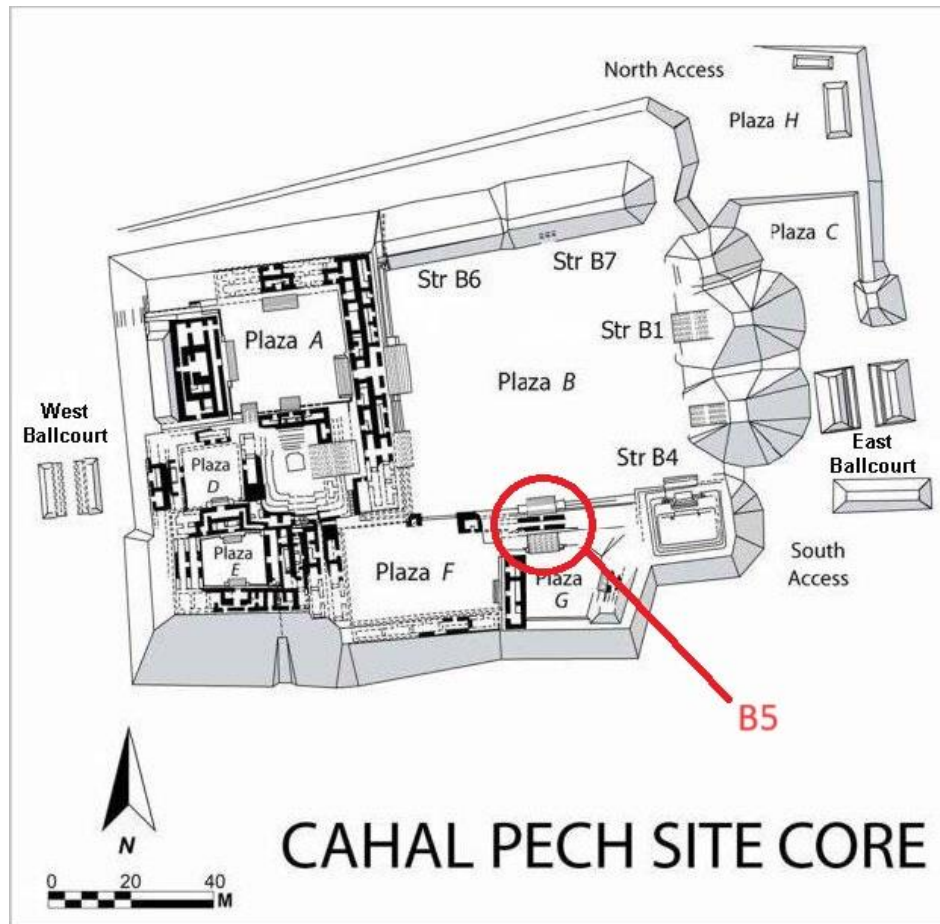 North Access
Plaza H
Plaza C
Str B6
Str B7
Str B1
Plaza A
Plaza B
West
Ballcourt
East
Ballcourt
Plaza
D
Str B4
Plaza
E
Plaza F
Plaza
G
South
Access
B5
N
CAHAL PECH SITE CORE
0 20 40
M